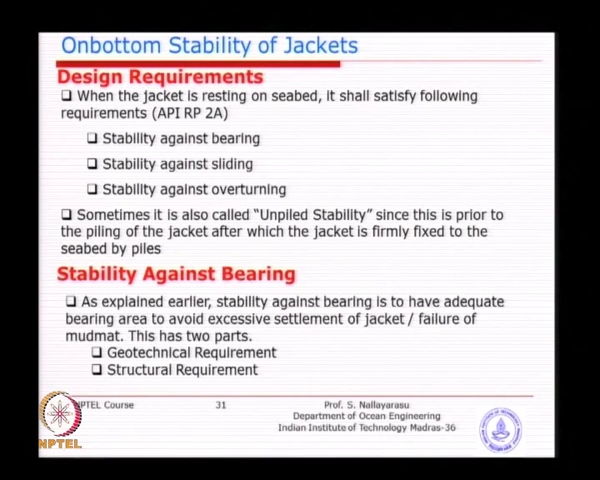 Onbottom Stability of Jackets
Design Requirements
❑ When the jacket is resting on seabed, it shall satisfy following
requirements (API RP 2A)
❑ Stability against bearing
❑ Stability against sliding
❑ Stability against overturning
❑ Sometimes it is also called “Unpiled Stability” since this is prior to
the piling of the jacket after which the jacket is firmly fixed to the
seabed by piles
Stability Against Bearing
❑ As explained earlier, stability against bearing is to have adequate
bearing area to avoid excessive settlement of jacket / failure of
mudmat. This has two parts.
❑ Geotechnical Requirement
❑ Structural Requirement
NPTEL Course 31 Prof. S. Nallayarasu
Department of Ocean Engineering
Indian Institute of Technology Madras-36
NPTEL